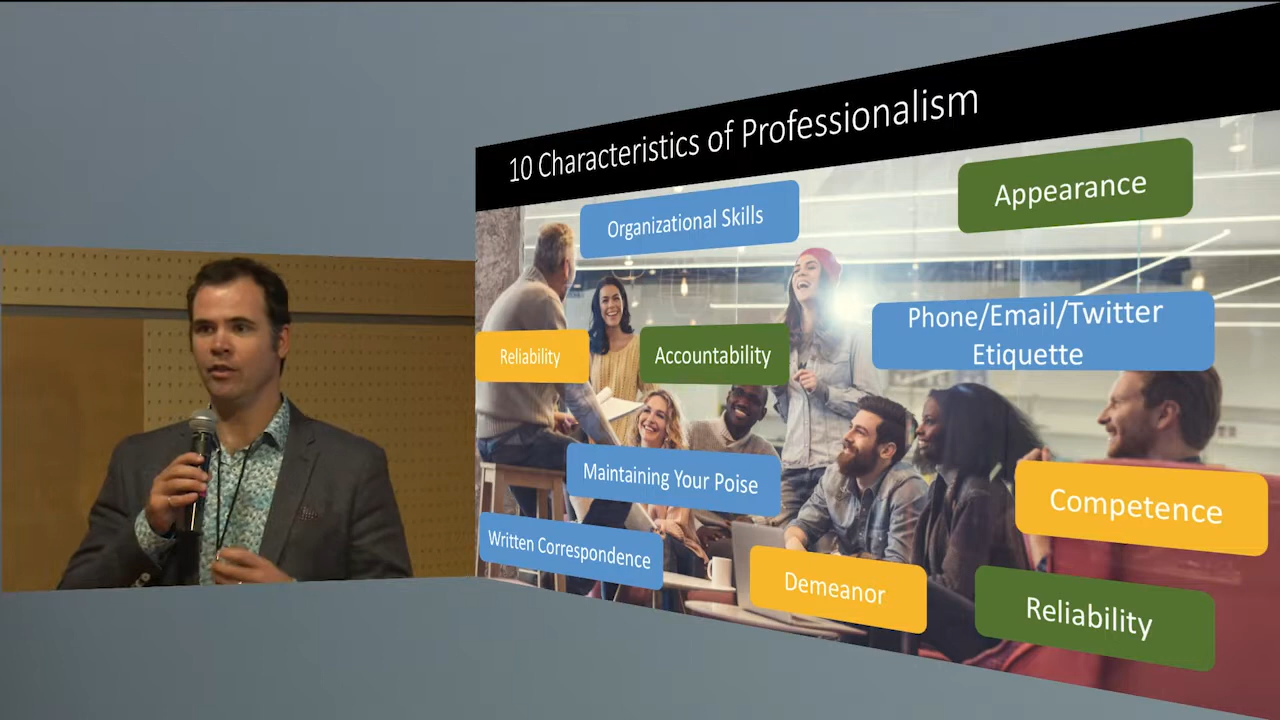 10 Characteristics of Professionalism
Organizational Skills
Appearance
Reliability
Accountability
Phone/Email/Twitter
Etiquette
Maintaining Your Poise
Competence
Written Correspondence
Demeanor
Reliability